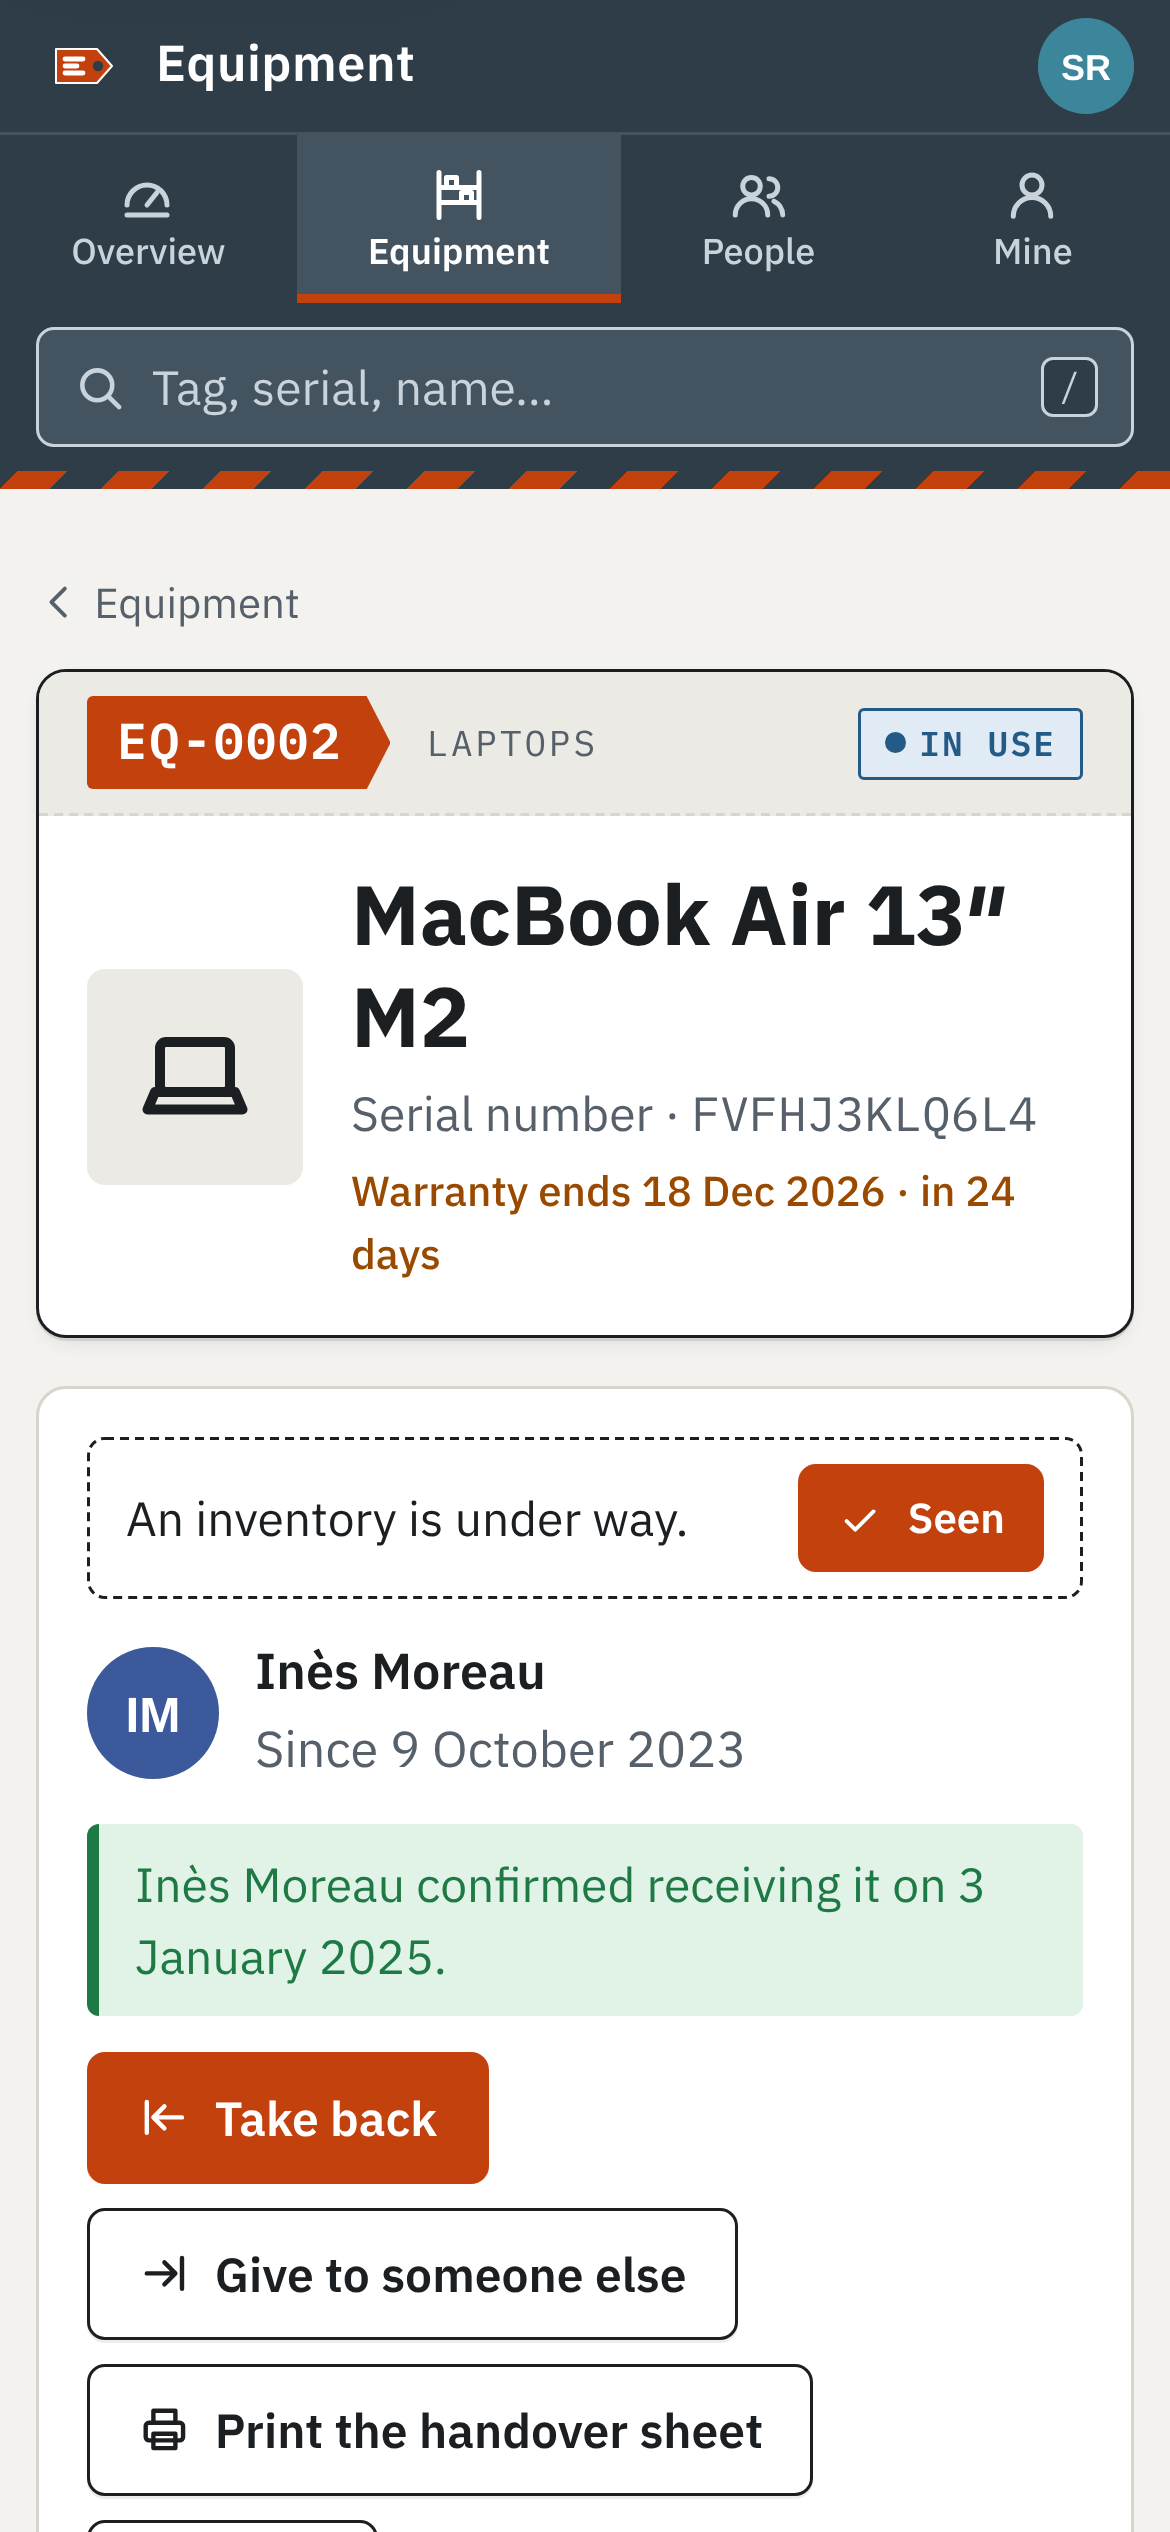 Equipment
SR
Overview
Equipment
People
Mine
Tag, serial, name...
/
Equipment
EQ-0002
LAPTOPS
IN USE
MacBook Air 13″
M2
Serial number · FVFHJ3KLQ6L4
Warranty ends 18 Dec 2026 · in 24
days
An inventory is under way.
Seen
IM
Inès Moreau
Since 9 October 2023
Inès Moreau confirmed receiving it on 3
January 2025.
Take back
Give to someone else
Print the handover sheet